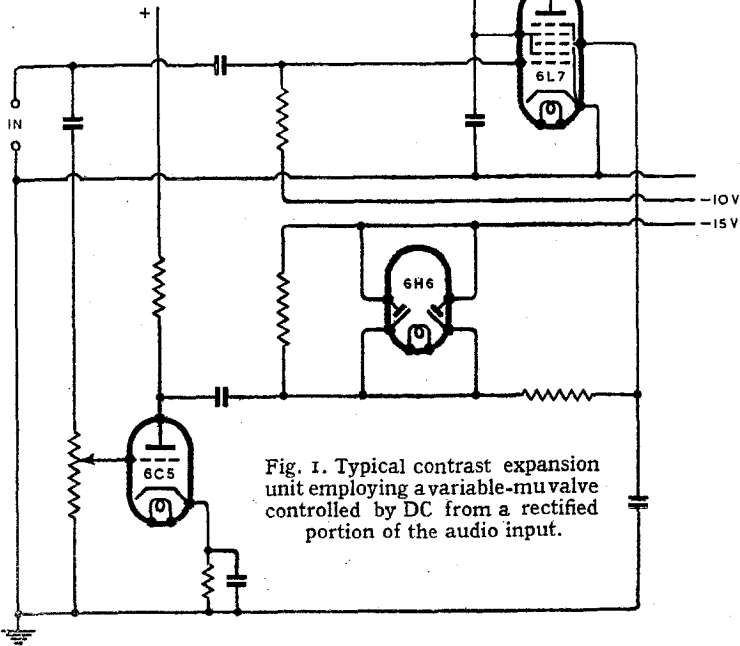 +
6L7
IN
−10V
−15V
6H6
6C5
Fig. 1. Typical contrast expansion
unit employing a variable-mu valve
controlled by DC from a rectified
portion of the audio input.